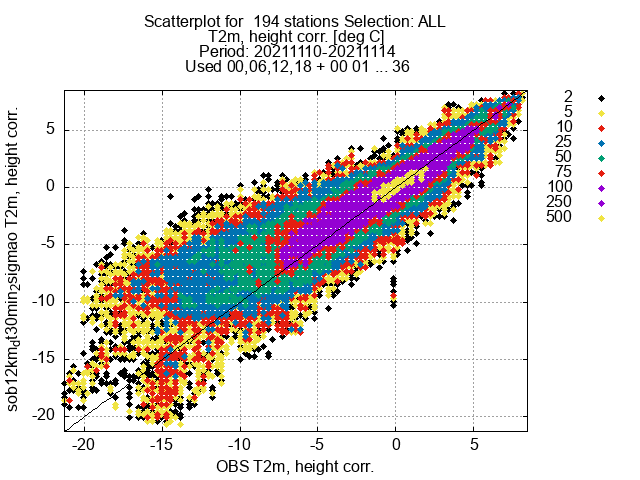 Scatterplot for  194 stations Selection: ALL
T2m, height corr. [deg C]
Period: 20211110-20211114
Used 00,06,12,18 + 00 01 ... 36
sob12km_dt30min_2sigmao T2m, height corr.
5
0
-5
-10
-15
-20
-20 -15 -10 -5 0 5
OBS T2m, height corr.
2
5
10
25
50
75
100
250
500